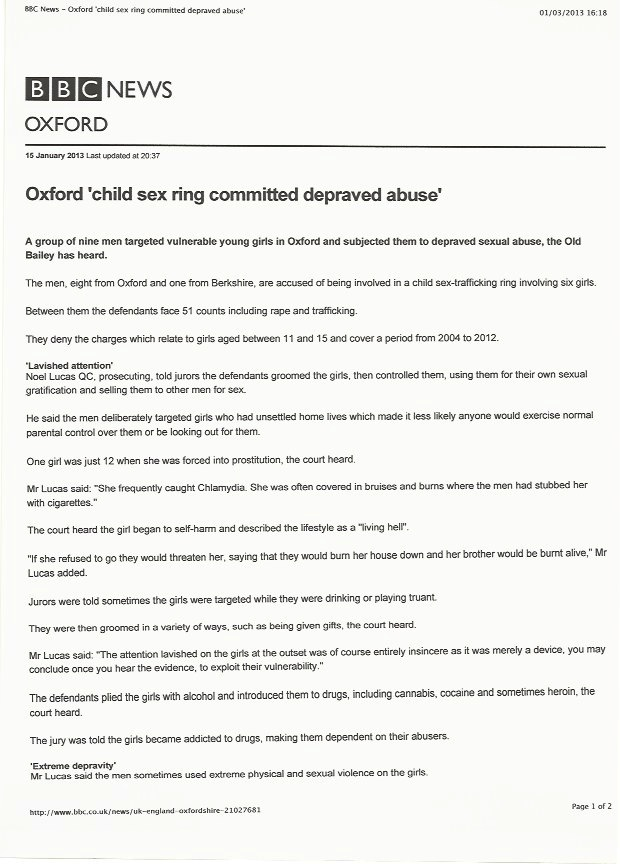 BBC News - Oxford 'child sex ring committed depraved abuse'
01/03/2013 16:18
BBC NEWS
OXFORD
15 January 2013 Last updated at 20:37
Oxford 'child sex ring committed depraved abuse'
A group of nine men targeted vulnerable young girls in Oxford and subjected them to depraved sexual abuse, the Old
Bailey has heard.
The men, eight from Oxford and one from Berkshire, are accused of being involved in a child sex-trafficking ring involving six girls.
Between them the defendants face 51 counts including rape and trafficking.
They deny the charges which relate to girls aged between 11 and 15 and cover a period from 2004 to 2012.
'Lavished attention'
Noel Lucas QC, prosecuting, told jurors the defendants groomed the girls, then controlled them, using them for their own sexual
gratification and selling them to other men for sex.
He said the men deliberately targeted girls who had unsettled home lives which made it less likely anyone would exercise normal
parental control over them or be looking out for them.
One girl was just 12 when she was forced into prostitution, the court heard.
Mr Lucas said: "She frequently caught Chlamydia. She was often covered in bruises and burns where the men had stubbed her
with cigarettes."
The court heard the girl began to self-harm and described the lifestyle as a "living hell".
"If she refused to go they would threaten her, saying that they would burn her house down and her brother would be burnt alive," Mr
Lucas added.
Jurors were told sometimes the girls were targeted while they were drinking or playing truant.
They were then groomed in a variety of ways, such as being given gifts, the court heard.
Mr Lucas said: "The attention lavished on the girls at the outset was of course entirely insincere as it was merely a device, you may
conclude once you hear the evidence, to exploit their vulnerability."
The defendants plied the girls with alcohol and introduced them to drugs, including cannabis, cocaine and sometimes heroin, the
court heard.
The jury was told the girls became addicted to drugs, making them dependent on their abusers.
'Extreme depravity'
Mr Lucas said the men sometimes used extreme physical and sexual violence on the girls.
http://www.bbc.co.uk/news/uk-england-oxfordshire-21027681
Page 1 of 2